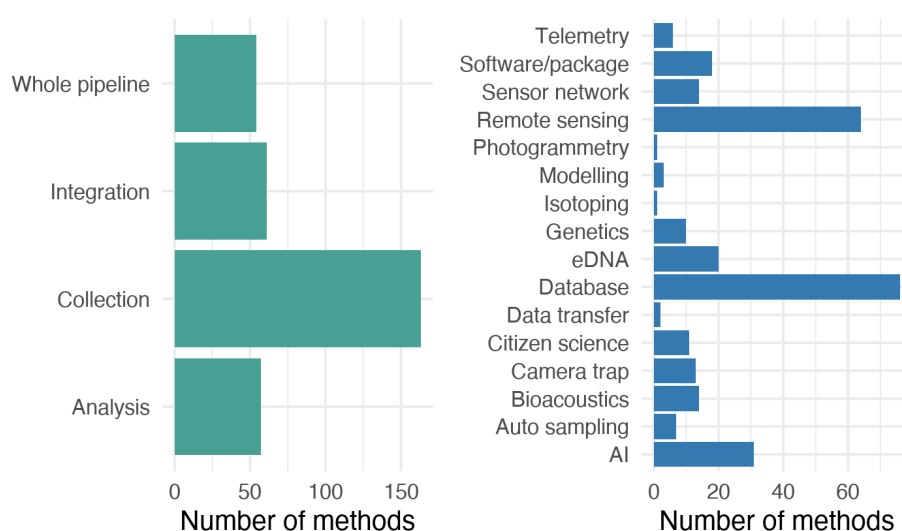 Whole pipeline
Integration
Collection
Analysis
0 50 100 150
Number of methods
Telemetry
Software/package
Sensor network
Remote sensing
Photogrammetry
Modelling
Isotoping
Genetics
eDNA
Database
Data transfer
Citizen science
Camera trap
Bioacoustics
Auto sampling
AI
0 20 40 60
Number of methods